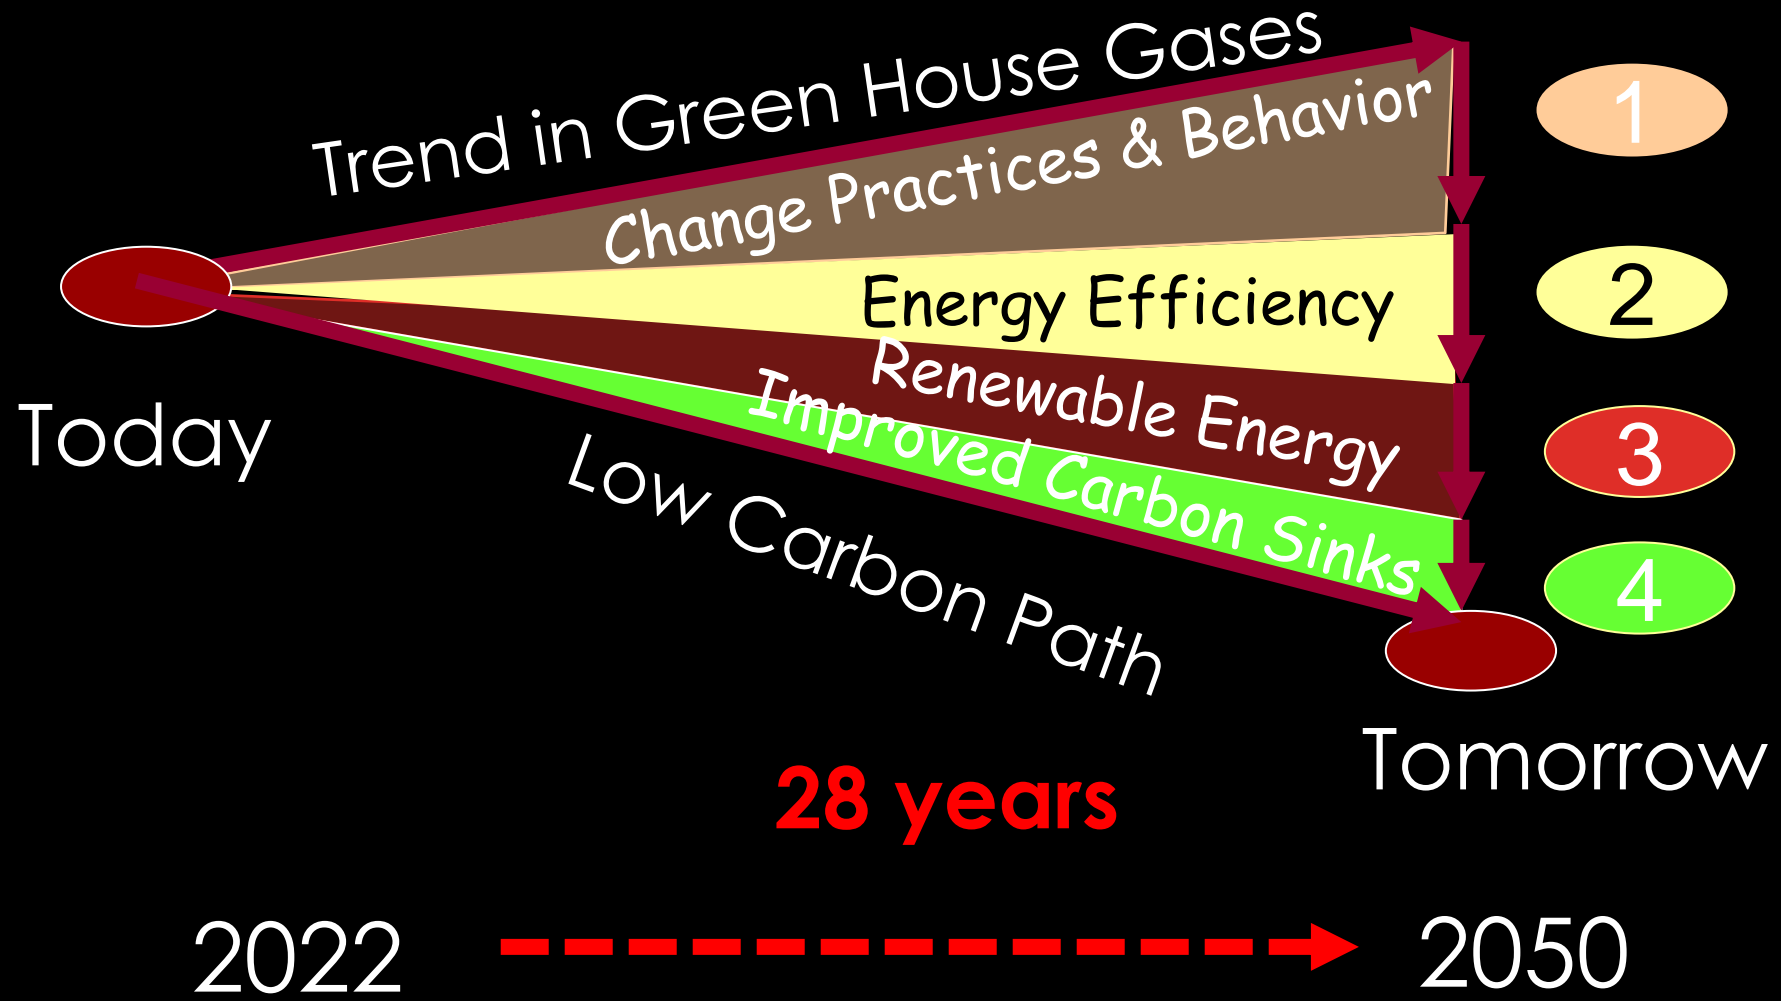 Trend in Green House Gases
1
Change Practices & Behavior
2
Energy Efficiency
Renewable Energy
3
Improved Carbon Sinks
4
Today
Low Carbon Path
Tomorrow
28 years
2022
2050